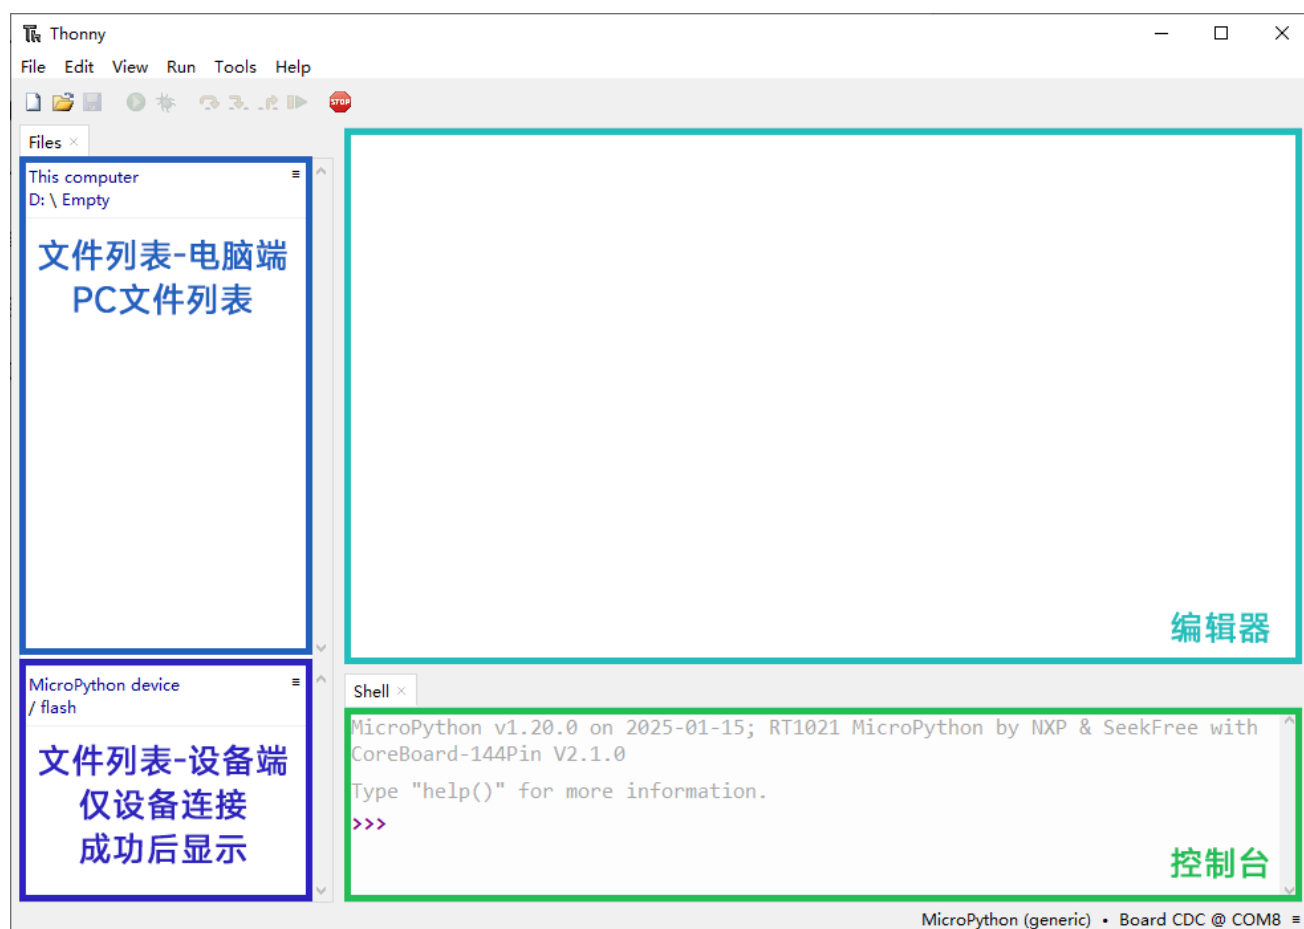 Thonny
File Edit View Run Tools Help
STOP
Files
This computer
D: \ Empty
文件列表-电脑端
PC文件列表
编辑器
MicroPython device
/ flash
文件列表-设备端
仅设备连接
成功后显示
Shell
MicroPython v1.20.0 on 2025-01-15; RT1021 MicroPython by NXP & SeekFree with
CoreBoard-144Pin V2.1.0
Type "help()" for more information.
>>>
控制台
MicroPython (generic) • Board CDC @ COM8 ≡